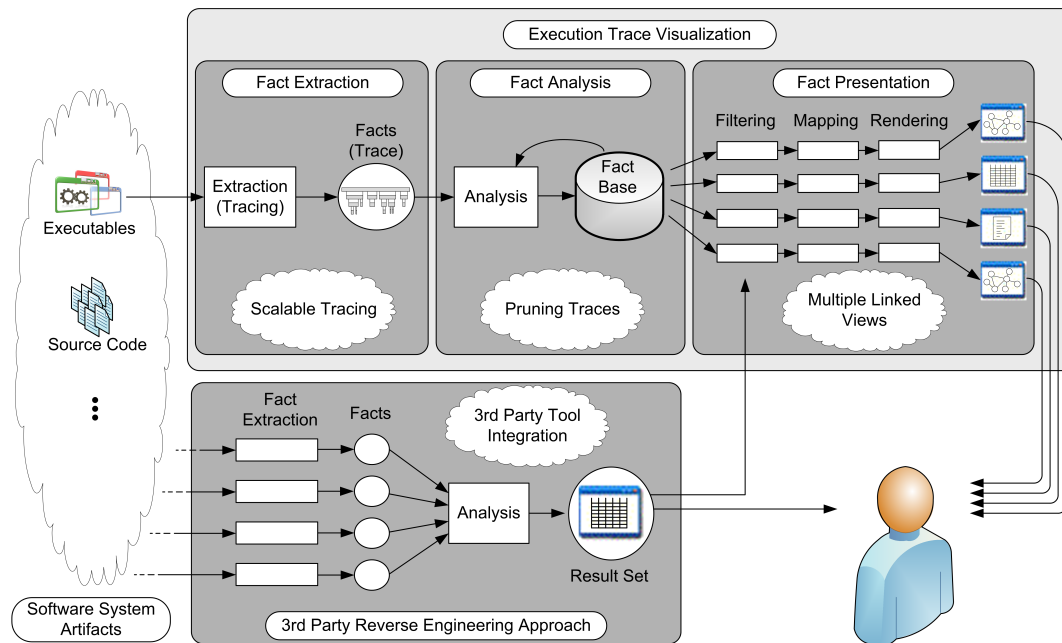 Execution Trace Visualization
Fact Extraction
Fact Analysis
Fact Presentation
Facts
(Trace)
Filtering
Mapping
Rendering
Extraction
(Tracing)
Analysis
Fact
Base
Executables
Scalable Tracing
Pruning Traces
Multiple Linked
Views
Source Code
Fact
Extraction
Facts
3rd Party Tool
Integration
Analysis
Result Set
Software System
Artifacts
3rd Party Reverse Engineering Approach